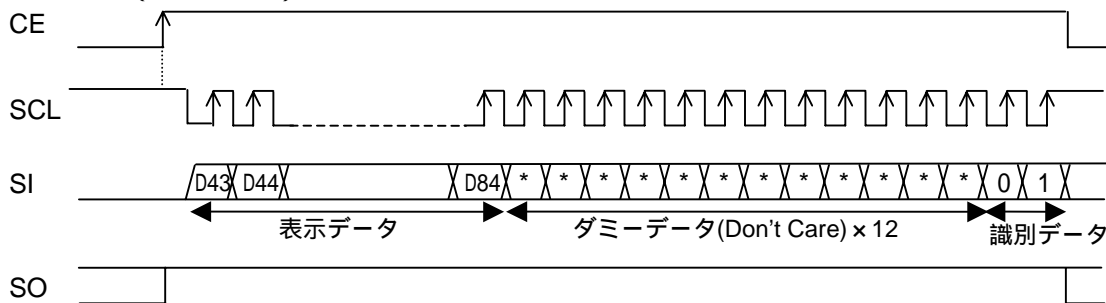 CE
SCL
SI D43 D44 D84 * * * * * * * * * * * * 0 1
表示データ ダミーデータ(Don't Care)×12 識別データ
SO